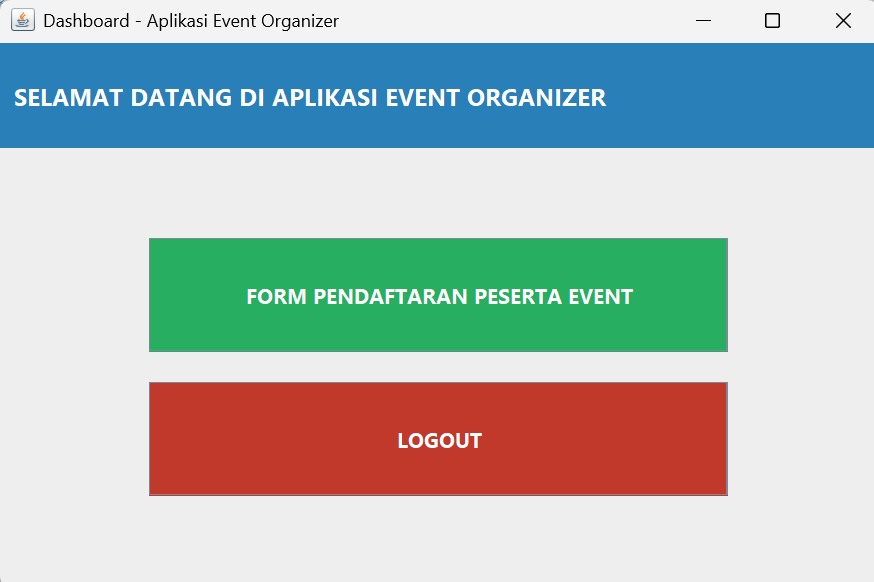 Dashboard - Aplikasi Event Organizer
SELAMAT DATANG DI APLIKASI EVENT ORGANIZER
FORM PENDAFTARAN PESERTA EVENT
LOGOUT